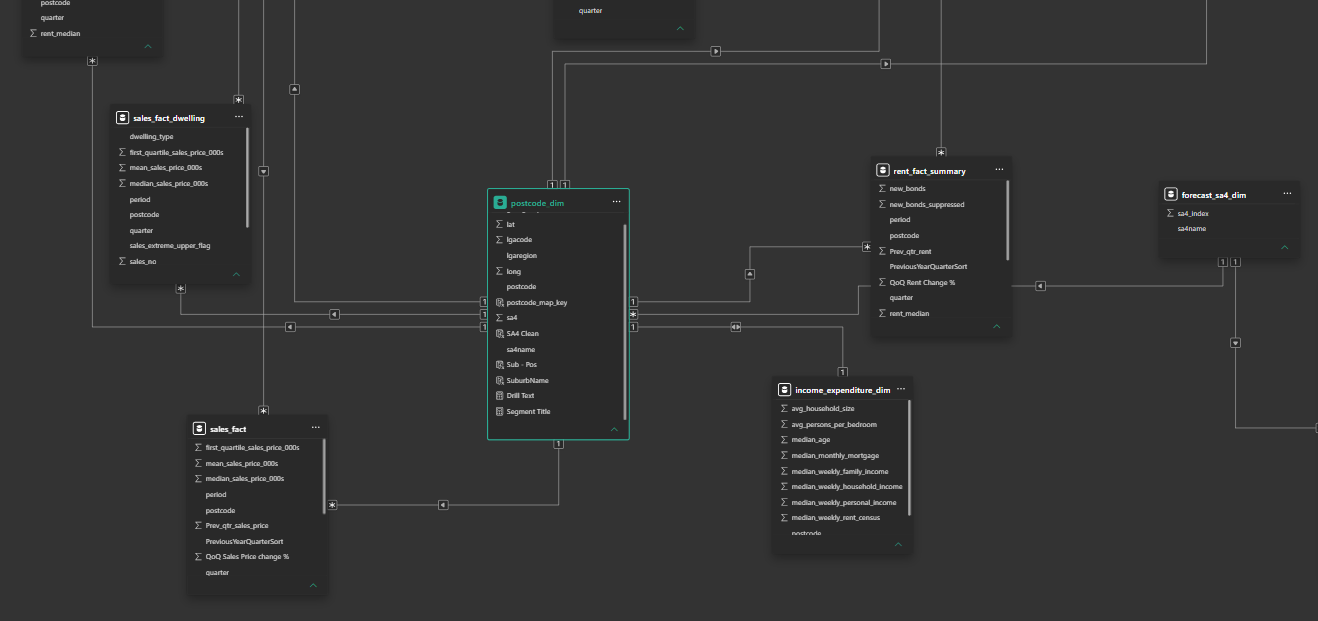 postcode
quarter
rent_median
quarter
sales_fact_dwelling
dwelling_type
first_quartile_sales_price_000s
mean_sales_price_000s
median_sales_price_000s
period
postcode
quarter
sales_extreme_upper_flag
sales_no
postcode_dim
lat
lgacode
lgaregion
long
postcode
postcode_map_key
sa4
SA4 Clean
sa4name
Sub - Pos
SuburbName
Drill Text
Segment Title
rent_fact_summary
new_bonds
new_bonds_suppressed
period
postcode
Prev_qtr_rent
PreviousYearQuarterSort
QoQ Rent Change %
quarter
rent_median
forecast_sa4_dim
sa4_index
sa4name
sales_fact
first_quartile_sales_price_000s
mean_sales_price_000s
median_sales_price_000s
period
postcode
Prev_qtr_sales_price
PreviousYearQuarterSort
QoQ Sales Price change %
quarter
income_expenditure_dim
avg_household_size
avg_persons_per_bedroom
median_age
median_monthly_mortgage
median_weekly_family_income
median_weekly_household_income
median_weekly_personal_income
median_weekly_rent_census
postcode